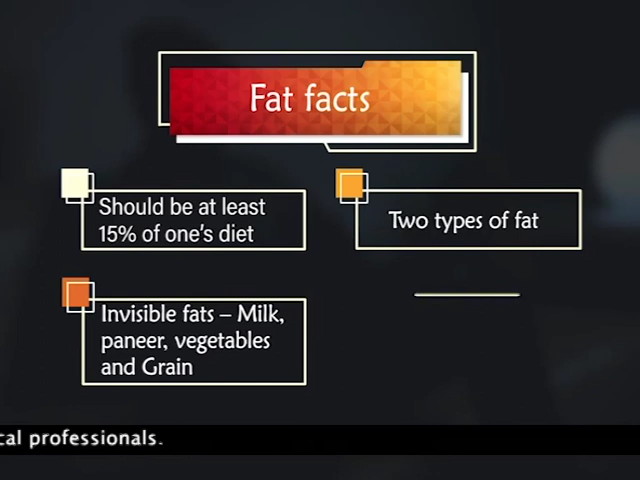 Fat facts
Should be at least
15% of one's diet
Two types of fat
Invisible fats – Milk,
paneer, vegetables
and Grain
cal professionals.